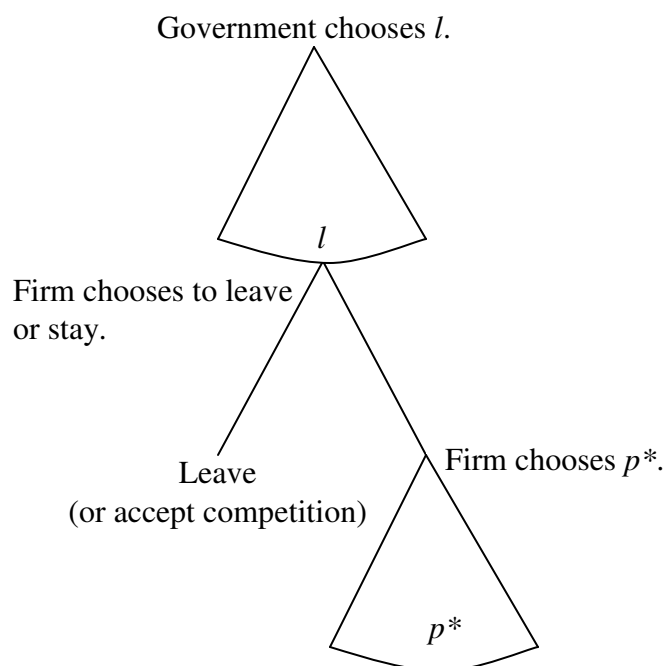 Government chooses l.
l
Firm chooses to leave
or stay.
Leave
(or accept competition)
Firm chooses p*.
p*